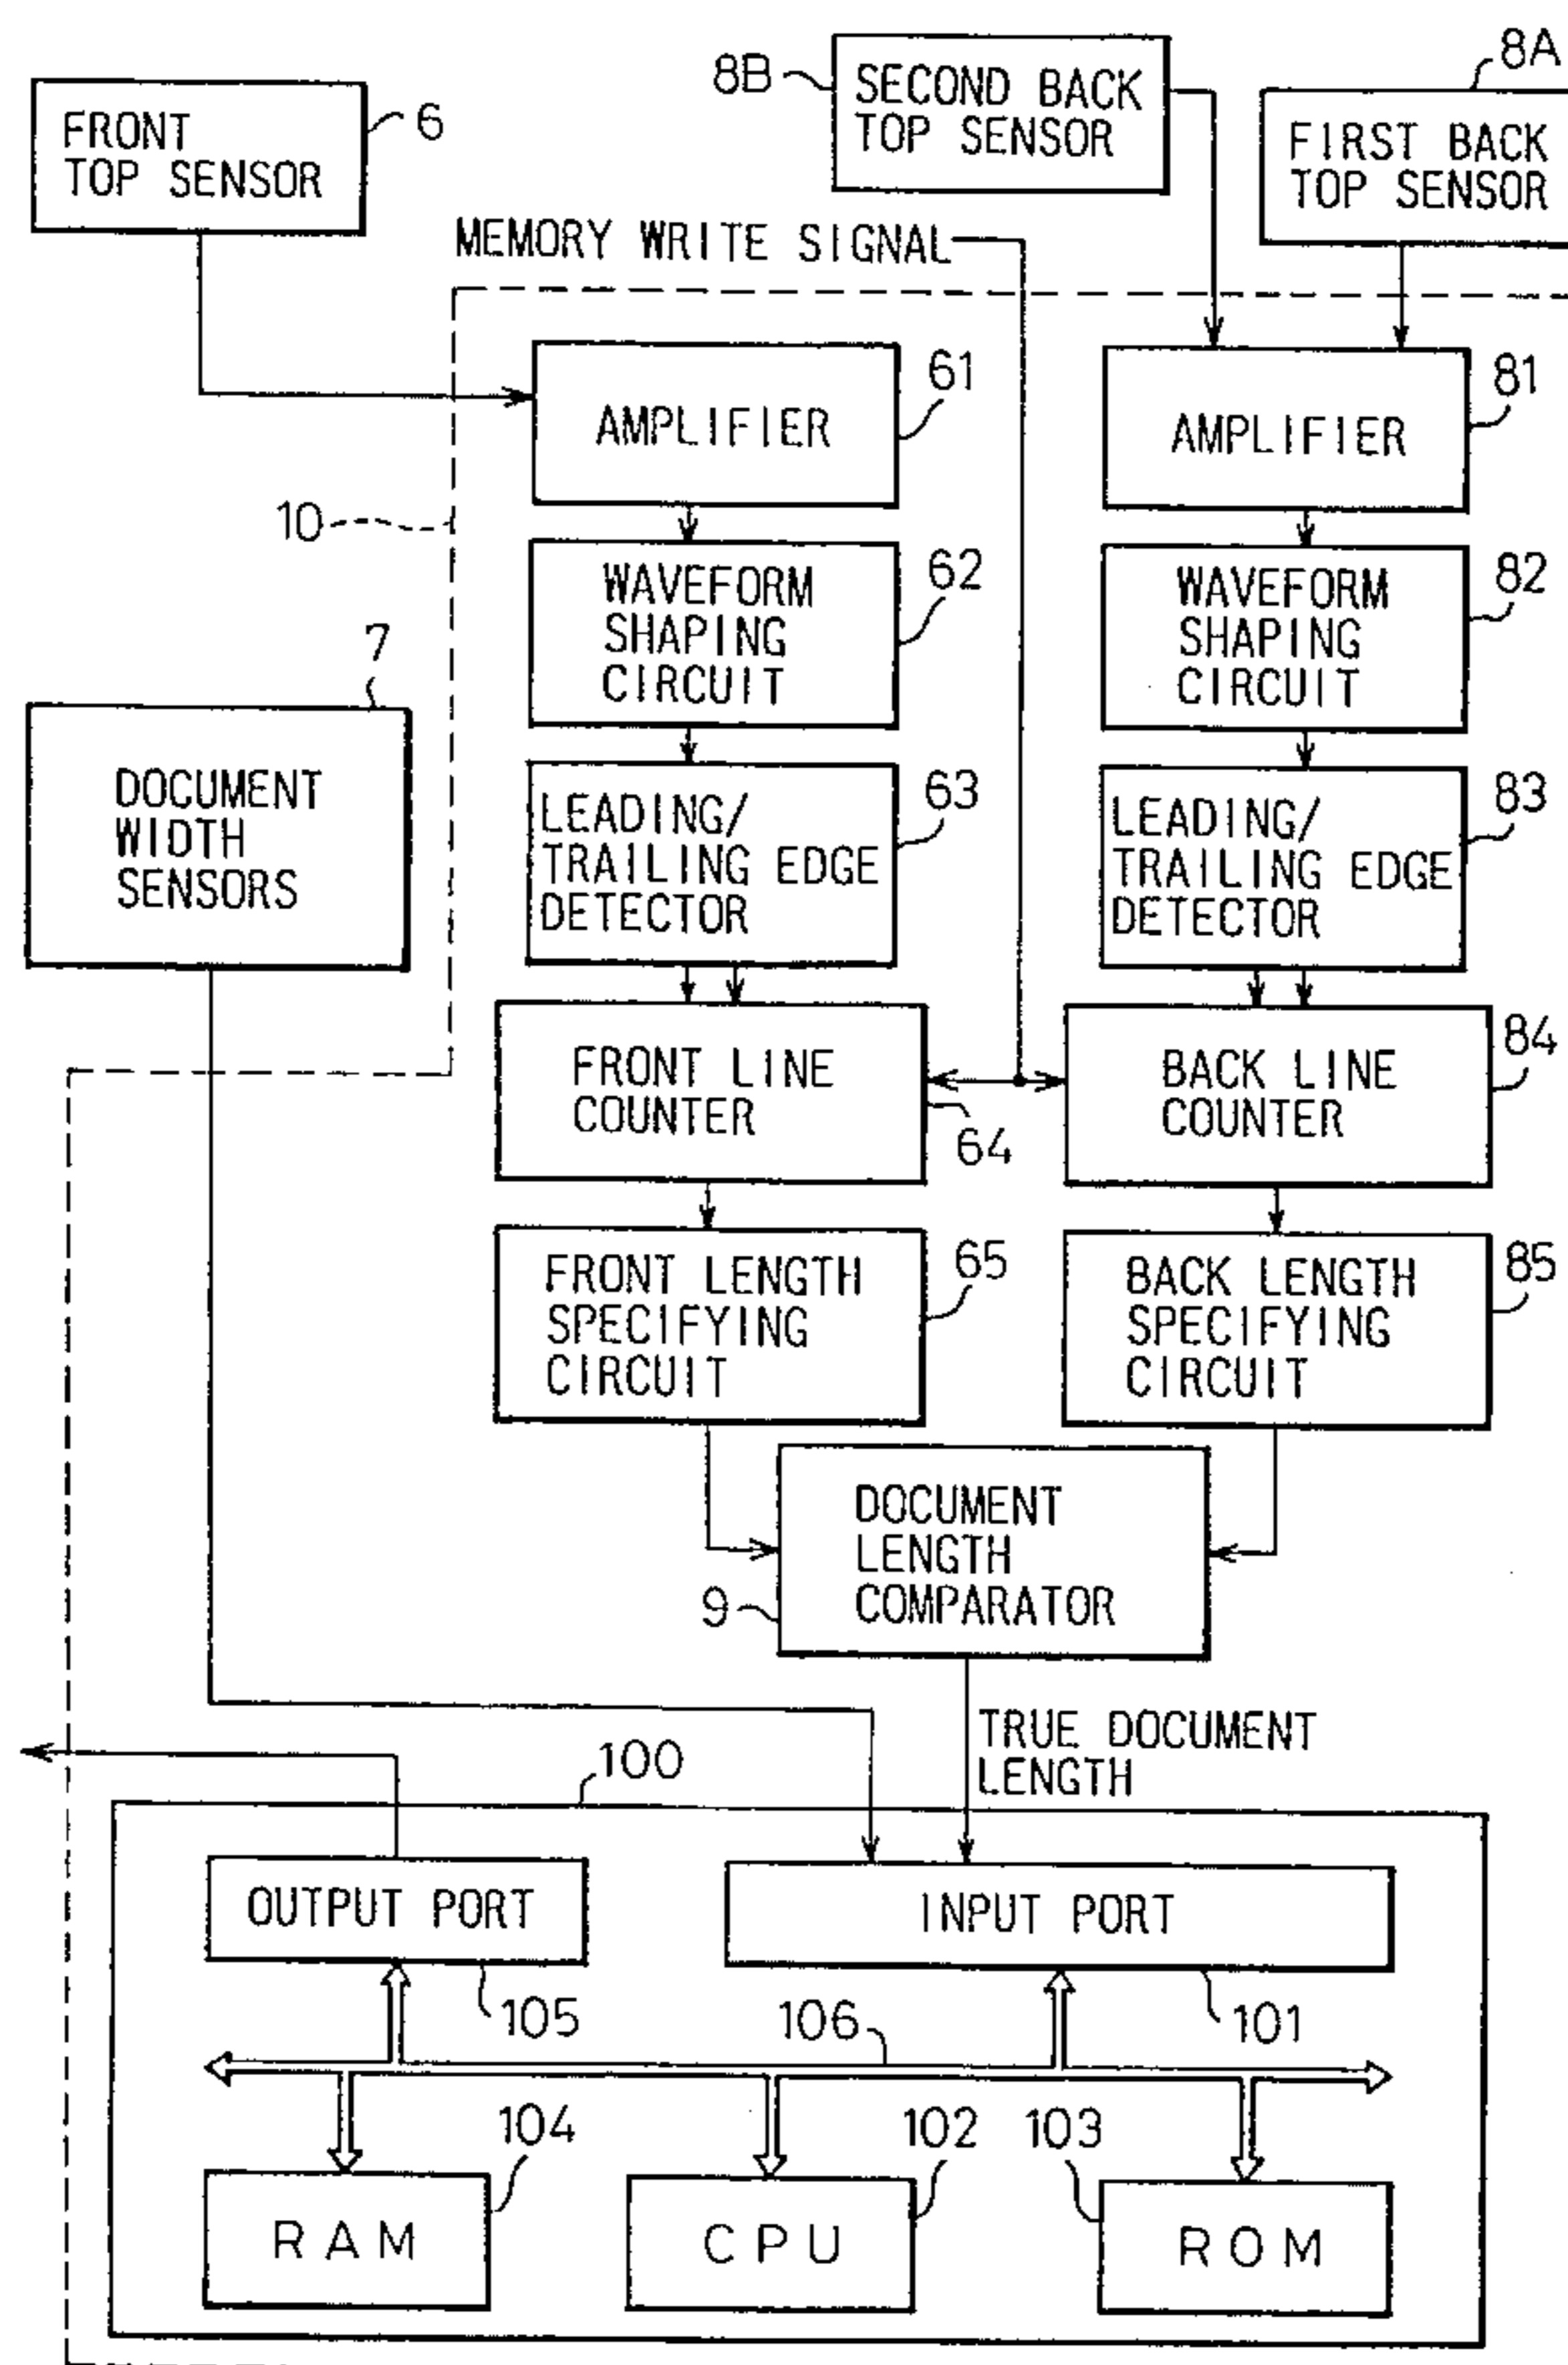 8B
SECOND BACK
TOP SENSOR
8A
FIRST BACK
TOP SENSOR
FRONT
TOP SENSOR
6
MEMORY WRITE SIGNAL
AMPLIFIER
61
AMPLIFIER
81
10
WAVEFORM
SHAPING
CIRCUIT
62
WAVEFORM
SHAPING
CIRCUIT
82
7
DOCUMENT
WIDTH
SENSORS
LEADING/
TRAILING EDGE
DETECTOR
63
LEADING/
TRAILING EDGE
DETECTOR
83
FRONT LINE
COUNTER
64
BACK LINE
COUNTER
84
FRONT LENGTH
SPECIFYING
CIRCUIT
65
BACK LENGTH
SPECIFYING
CIRCUIT
85
DOCUMENT
LENGTH
COMPARATOR
9
TRUE DOCUMENT
LENGTH
100
OUTPUT PORT
105
INPUT PORT
101
106
RAM
104
CPU
102
ROM
103